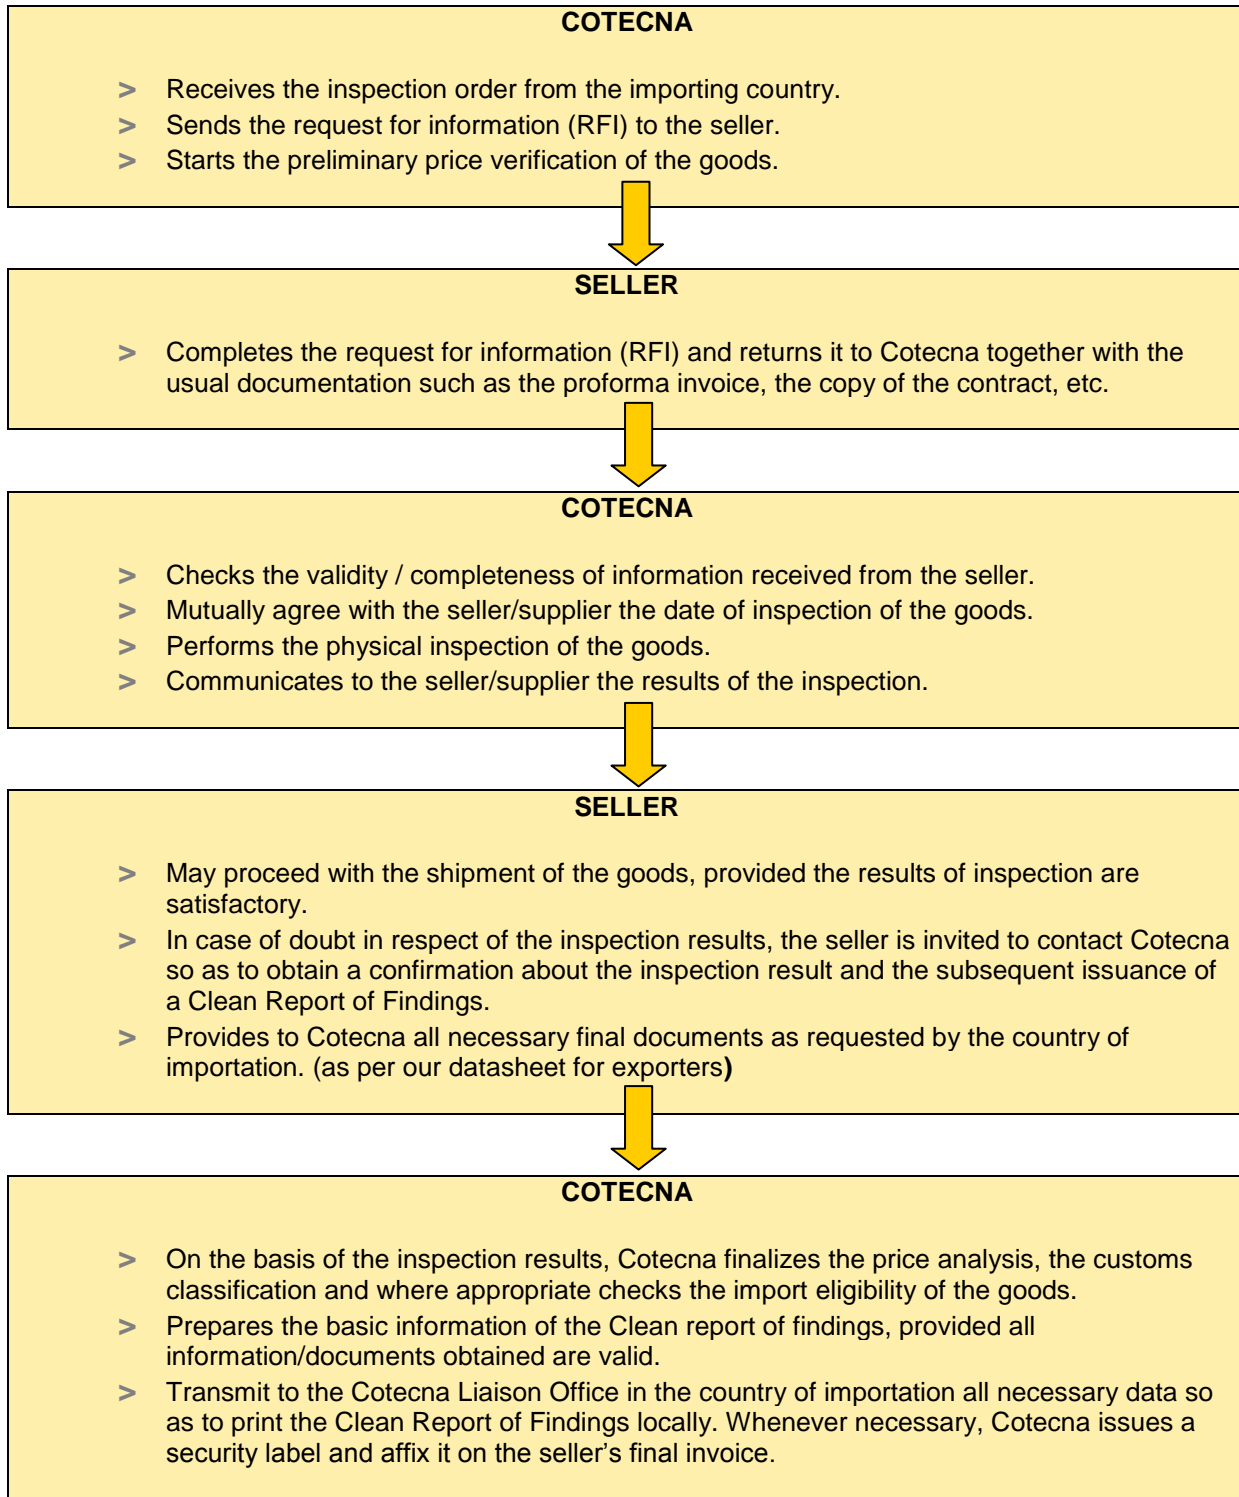 COTECNA
> Receives the inspection order from the importing country.
> Sends the request for information (RFI) to the seller.
> Starts the preliminary price verification of the goods.
SELLER
> Completes the request for information (RFI) and returns it to Cotecna together with the
usual documentation such as the proforma invoice, the copy of the contract, etc.
COTECNA
> Checks the validity / completeness of information received from the seller.
> Mutually agree with the seller/supplier the date of inspection of the goods.
> Performs the physical inspection of the goods.
> Communicates to the seller/supplier the results of the inspection.
SELLER
> May proceed with the shipment of the goods, provided the results of inspection are
satisfactory.
> In case of doubt in respect of the inspection results, the seller is invited to contact Cotecna
so as to obtain a confirmation about the inspection result and the subsequent issuance of
a Clean Report of Findings.
> Provides to Cotecna all necessary final documents as requested by the country of
importation. (as per our datasheet for exporters)
COTECNA
> On the basis of the inspection results, Cotecna finalizes the price analysis, the customs
classification and where appropriate checks the import eligibility of the goods.
> Prepares the basic information of the Clean report of findings, provided all
information/documents obtained are valid.
> Transmit to the Cotecna Liaison Office in the country of importation all necessary data so
as to print the Clean Report of Findings locally. Whenever necessary, Cotecna issues a
security label and affix it on the seller’s final invoice.